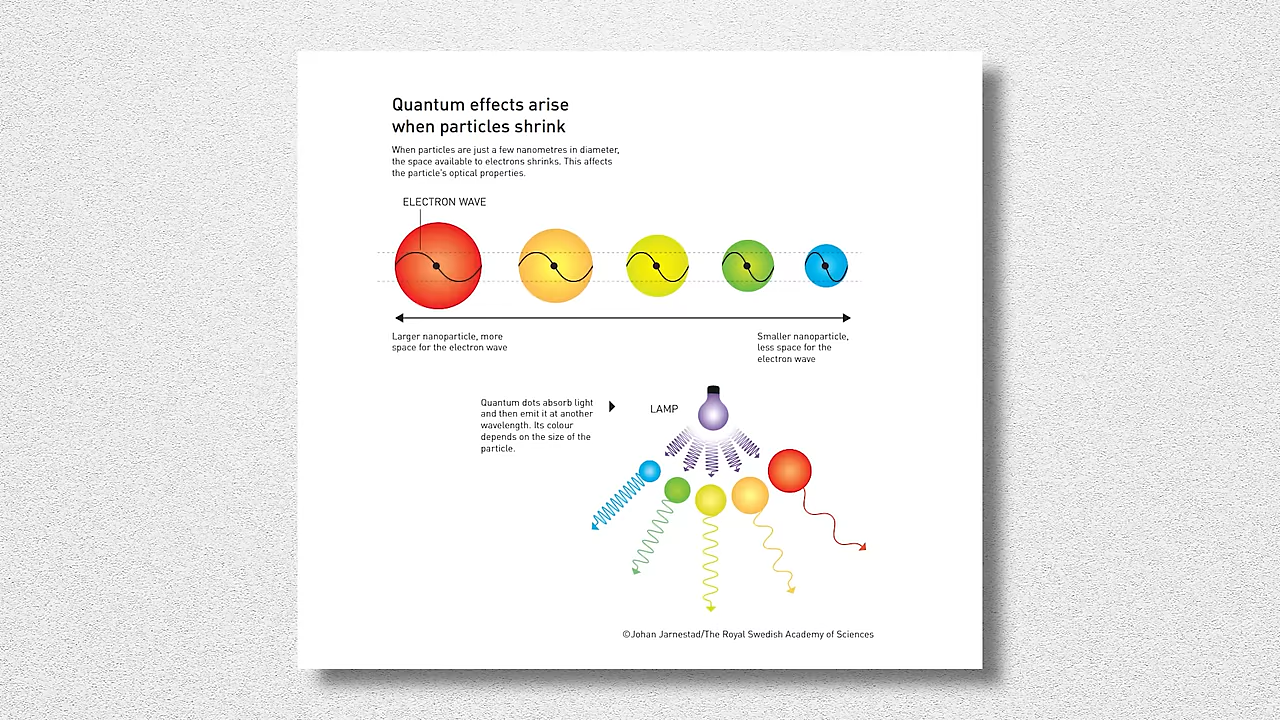 Quantum effects arise
when particles shrink
When particles are just a few nanometres in diameter,
the space available to electrons shrinks. This affects
the particle's optical properties.
ELECTRON WAVE
Larger nanoparticle, more
space for the electron wave
Smaller nanoparticle,
less space for the
electron wave
Quantum dots absorb light
and then emit it at another
wavelength. Its colour
depends on the size of the
particle.
LAMP
©Johan Jarnestad/The Royal Swedish Academy of Sciences